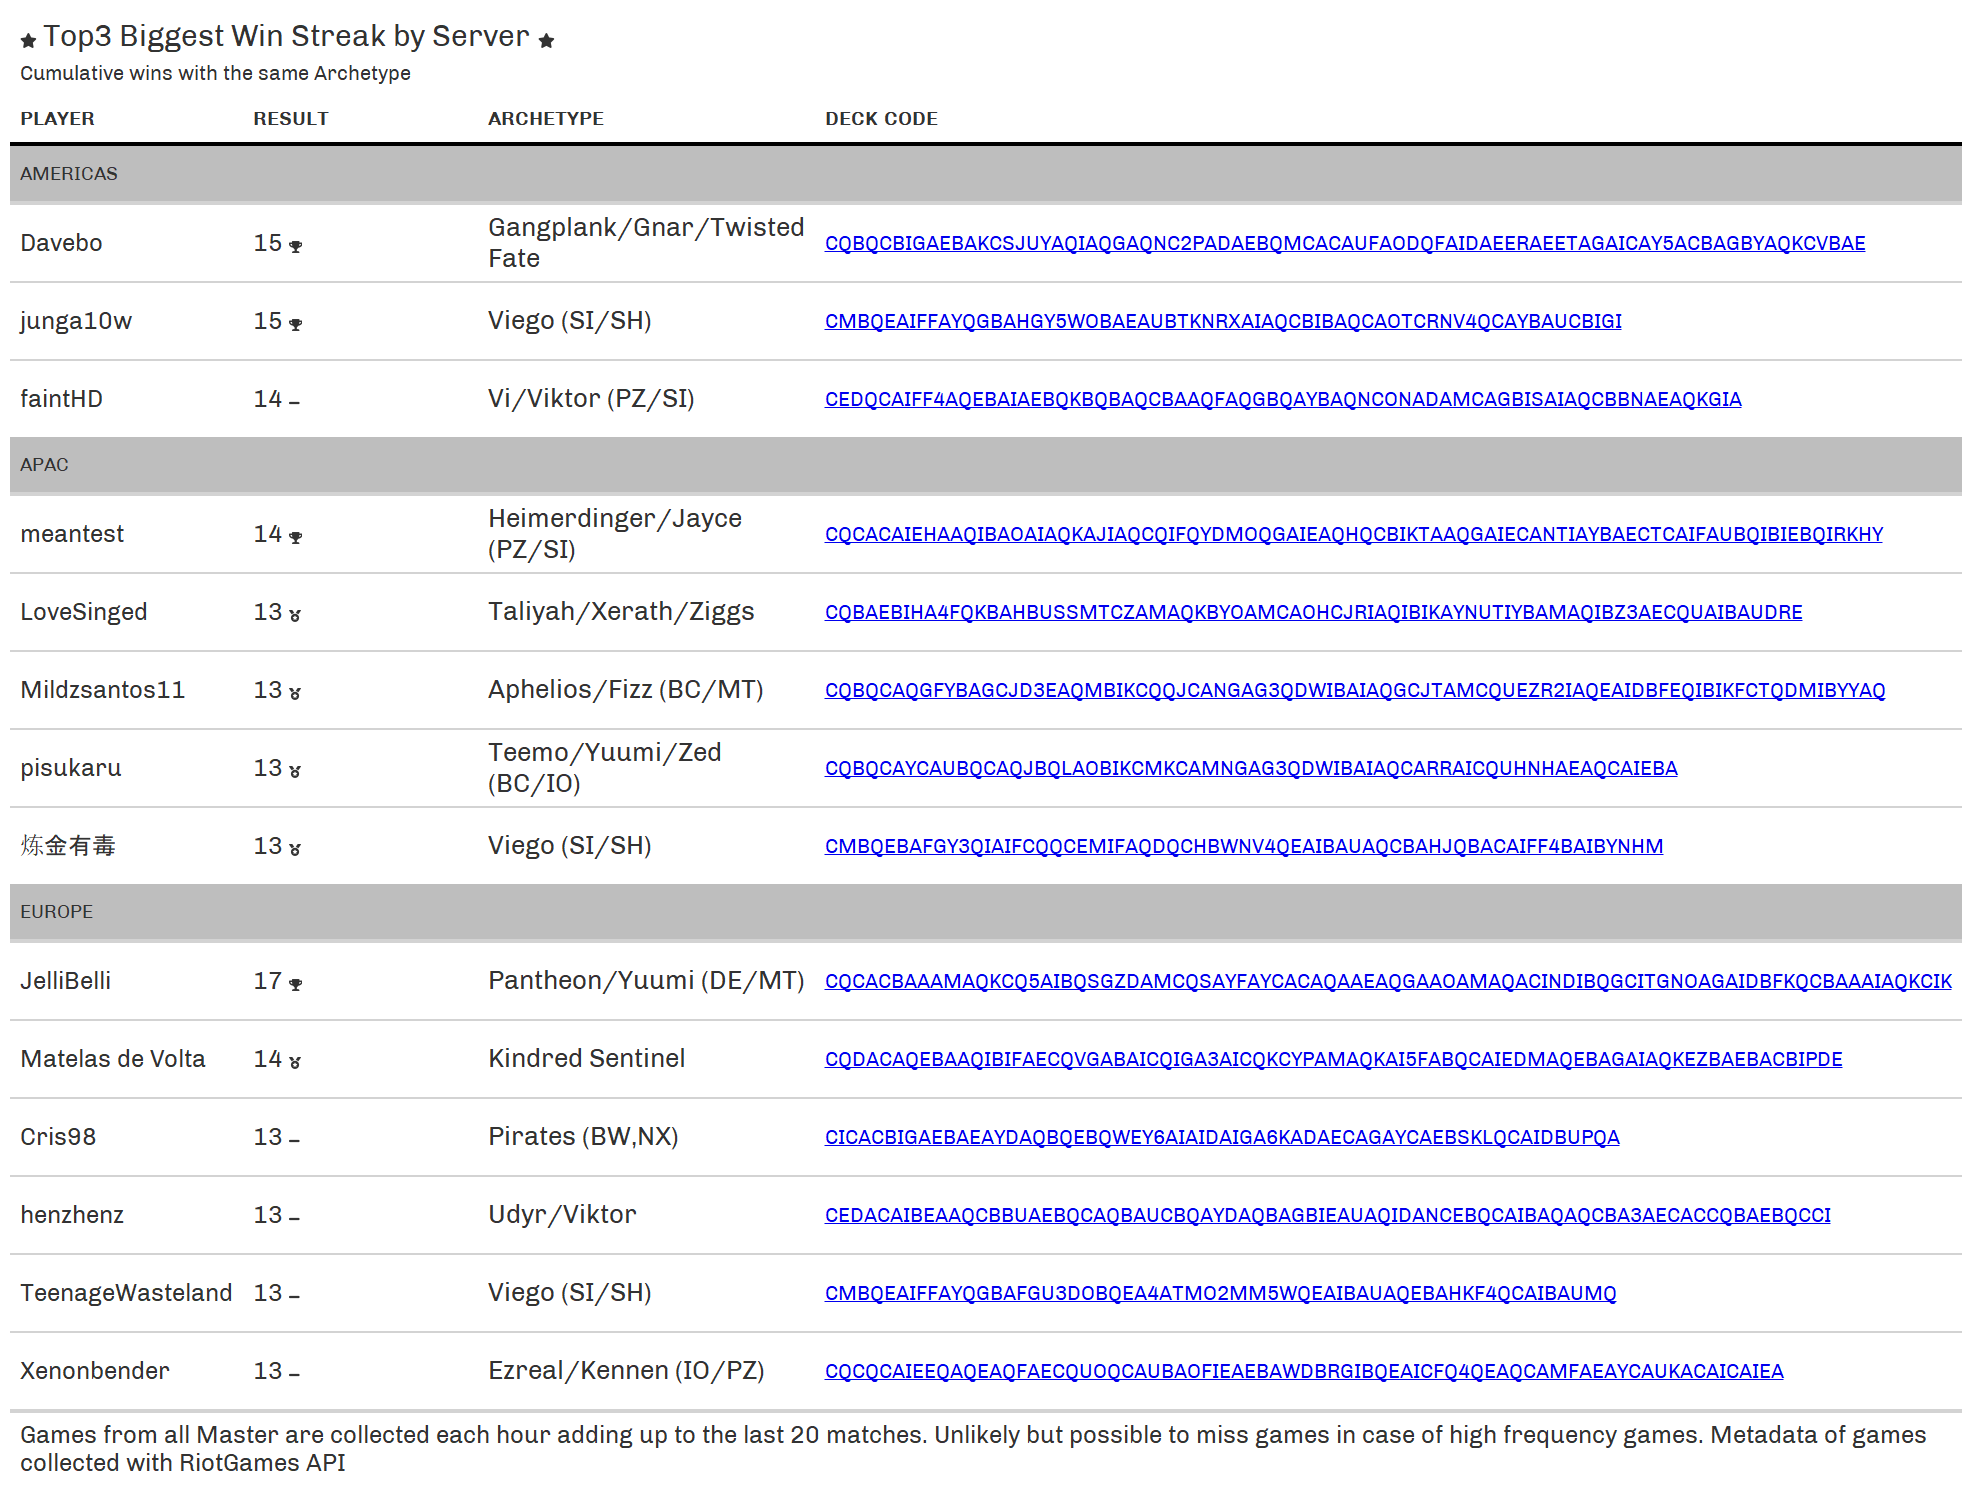 ★ Top3 Biggest Win Streak by Server ★
Cumulative wins with the same Archetype
PLAYER RESULT ARCHETYPE DECK CODE
AMERICAS
Davebo 15 Gangplank/Gnar/Twisted Fate CQBQCBIGAEBAKCSJUYAQIAQGAQNC2PADAEBQMCACAUFAODQFAIDAEERAEETAGAICAY5ACBAGBYAQKCVBAE
junga10w 15 Viego (SI/SH) CMBQEAIFFAYQGBAHGY5WOBAEAUBTKNRXAIAQCBIBAQCAOTCRNV4QCAYBAUCBIGI
faintHD 14 – Vi/Viktor (PZ/SI) CEDQCAIFF4AQEBAIAEBQKBQBAQCBAAQFAQGBQAYBAQNCONADAMCAGBISAIAQCBBNAEAQKGIA
APAC
meantest 14 Heimerdinger/Jayce (PZ/SI) CQCACAIEHAAQIBAOAIAQKAJIAQCQIFQYDMOQGAIEAQHQCBIKTAAQGAIECANTIAYBAECTCAIFAUBQIBIEBQIRKHY
LoveSinged 13 Taliyah/Xerath/Ziggs CQBAEBIHA4FQKBAHBUSSMTCZAMAQKBYOAMCAOHCJRIAQIBIKAYNUTIYBAMAQIBZ3AECQUAIBAUDRE
Mildzsantos11 13 Aphelios/Fizz (BC/MT) CQBQCAQGFYBAGCJD3EAQMBIKCQQJCANGAG3QDWIBAIAQGCJTAMCQUEZR2IAQEAIDBFEQIBIKFCTQDMIBYYAQ
pisukaru 13 Teemo/Yuumi/Zed (BC/IO) CQBQCAYCAUBQCAQJBQLAOBIKCMKCAMNGAG3QDWIBAIAQCARRAICQUHNHAEAQCAIEBA
炼金有毒 13 Viego (SI/SH) CMBQEBAFGY3QIAIFCQQCEMIFAQDQCHBWNV4QEAIBAUAQCBAHJQBACAIFF4BAIBYNHM
EUROPE
JelliBelli 17 Pantheon/Yuumi (DE/MT) CQCACBAAAMAQKCQ5AIBQSGZDAMCQSAYFAYCACAQAAEAQGAAOAMAQACINDIBQGCITGNOAGAIDBFKQCBAAAIAQKCIK
Matelas de Volta 14 Kindred Sentinel CQDACAQEBAAQIBIFAECQVGABAICQIGA3AICQKCYPAMAQKAI5FABQCAIEDMAQEBAGAIAQKEZBAEBACBIPDE
Cris98 13 – Pirates (BW,NX) CICACBIGAEBAEAYDAQBQEBQWEY6AIAIDAIGA6KADAECAGAYCAEBSKLQCAIDBUPQA
henzhenz 13 – Udyr/Viktor CEDACAIBEAAQCBBUAEBQCAQBAUCBQAYDAQBAGBIEAUAQIDANCEBQCAIBAQAQCBA3AECACCQBAEBQCCI
TeenageWasteland 13 – Viego (SI/SH) CMBQEAIFFAYQGBAFGU3DOBQEA4ATMO2MM5WQEAIBAUAQEBAHKF4QCAIBAUMQ
Xenonbender 13 – Ezreal/Kennen (IO/PZ) CQCQCAIEEQAQEAQFAECQUOQCAUBAOFIEAEBAWDBRGIBQEAICFQ4QEAQCAMFAEAYCAUKACAICAIEA
Games from all Master are collected each hour adding up to the last 20 matches. Unlikely but possible to miss games in case of high frequency games. Metadata of games
collected with RiotGames API